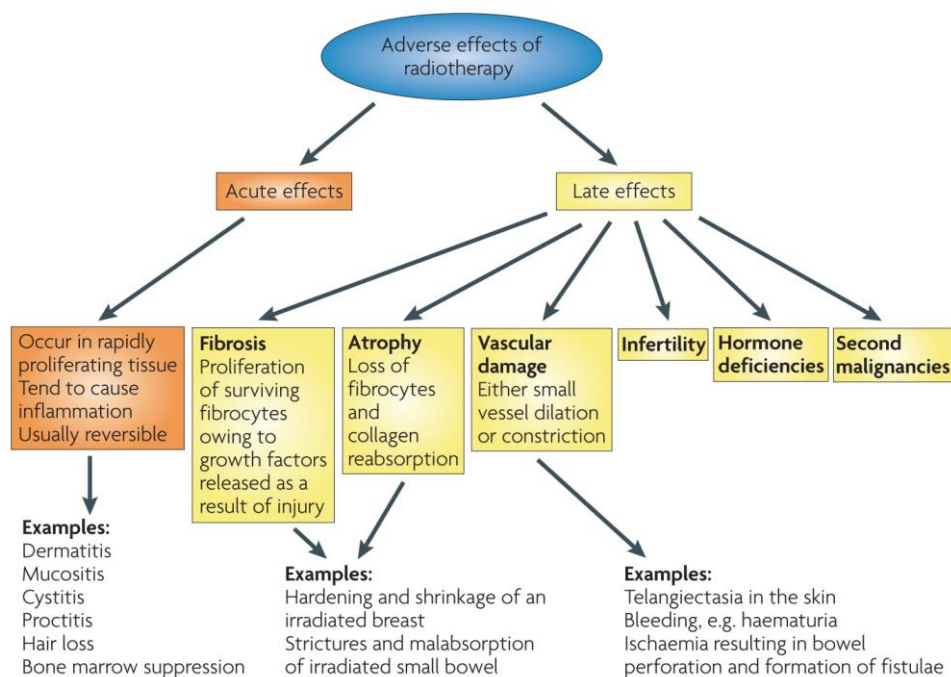 Adverse effects of
radiotherapy
Acute effects
Late effects
Occur in rapidly
proliferating tissue
Tend to cause
inflammation
Usually reversible
Fibrosis
Proliferation
of surviving
fibrocytes
owing to
growth factors
released as a
result of injury
Atrophy
Loss of
fibrocytes
and
collagen
reabsorption
Vascular
damage
Either small
vessel dilation
or constriction
Infertility
Hormone
deficiencies
Second
malignancies
Examples:
Dermatitis
Mucositis
Cystitis
Proctitis
Hair loss
Bone marrow suppression
Examples:
Hardening and shrinkage of an
irradiated breast
Strictures and malabsorption
of irradiated small bowel
Examples:
Telangiectasia in the skin
Bleeding, e.g. haematuria
Ischaemia resulting in bowel
perforation and formation of fistulae